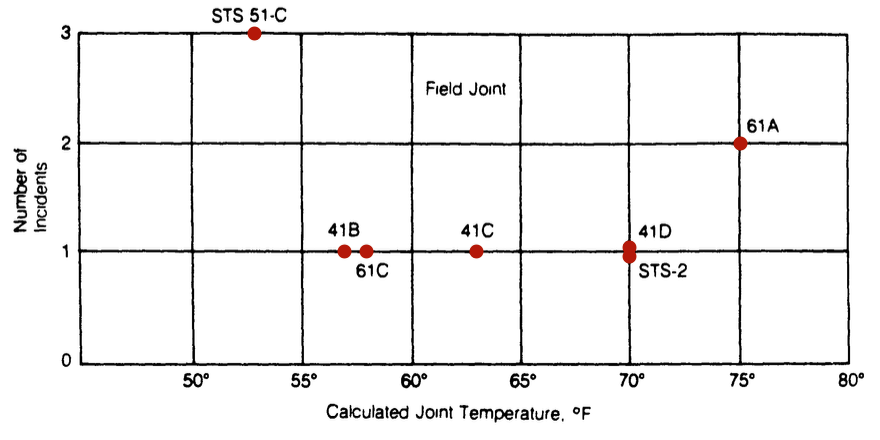 STS 51-C
3
Field Joint
61A
2
Number of
Incidents
41B
41C
41D
1
61C
STS-2
0
50° 55° 60° 65° 70° 75° 80°
Calculated Joint Temperature, °F